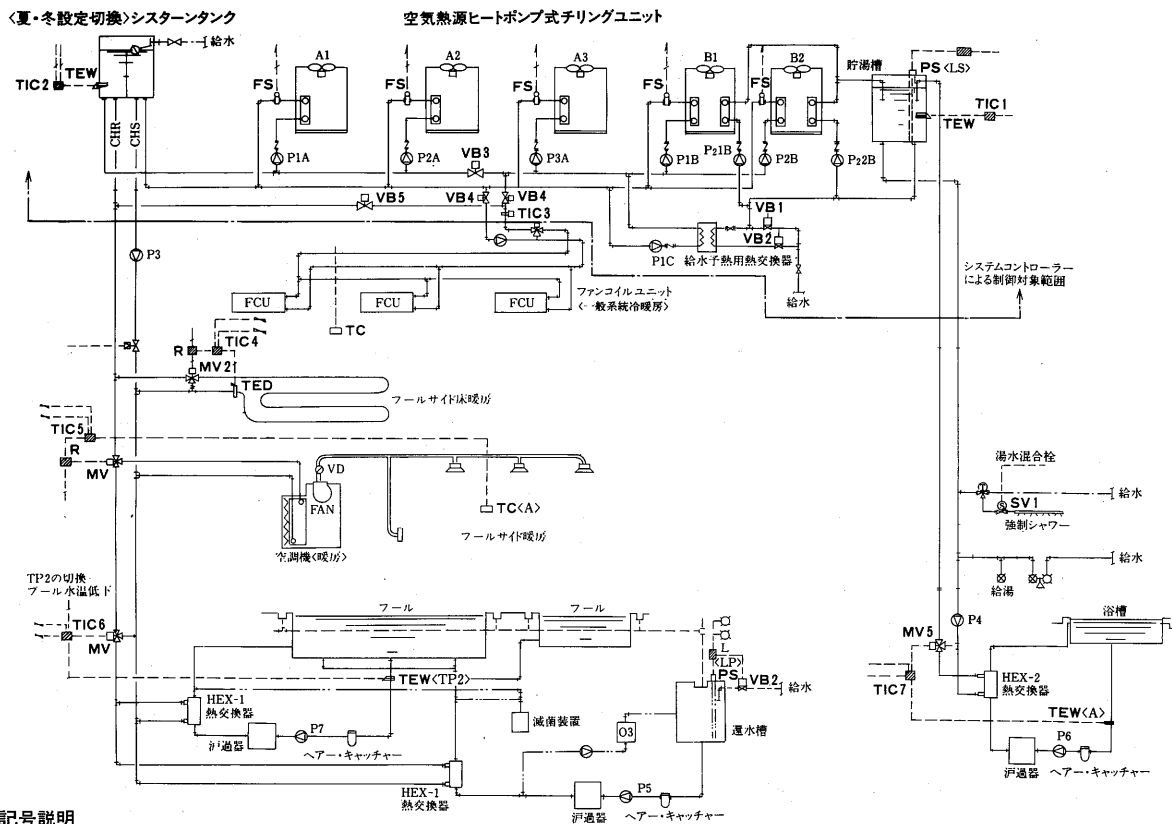 〈夏・冬設定切換〉シスターンタンク
空気熱源ヒートポンプ式チリングユニット
給水
TEW
TIC2
CHR
CHS
FS
A1
FS
A2
FS
A3
FS
B1
FS
B2
貯湯槽
PS〈LS〉
TIC1
TEW
P1A
P2A
VB3
P3A
P1B
P21B
P2B
P22B
VB5
VB4
VB4
TIC3
VB1
VB2
P1C
給水予熱用熱交換器
給水
P3
システムコントローラー
による制御対象範囲
FCU
FCU
FCU
ファンコイルユニット
〈一般系統冷暖房〉
TC
TIC4
R
MV2
TED
プールサイド床暖房
TIC5
R
MV
VD
FAN
空調機〈暖房〉
TC〈A〉
プールサイド暖房
湯水混合栓
給水
SV1
強制シャワー
給水
給湯
TP2の切換
プール水温低下
TIC6
MV
プール
プール
L
〈LP〉
PS
VB2
給水
TEW〈TP2〉
HEX-1
熱交換器
滅菌装置
P7
沪過器
ヘアー・キャッチャー
O3
還水槽
HEX-1
熱交換器
P5
沪過器
ヘアー・キャッチャー
P4
浴槽
MV5
TIC7
HEX-2
熱交換器
TEW〈A〉
P6
沪過器
ヘアー・キャッチャー
記号説明